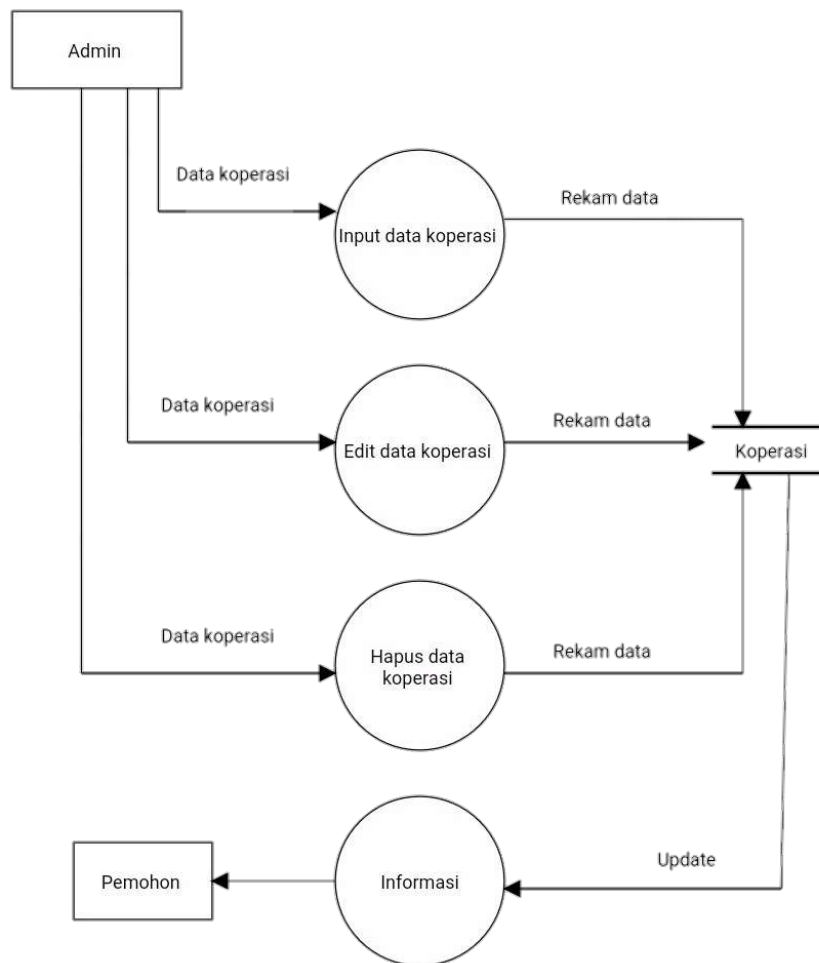 Admin
Data koperasi
Rekam data
Input data koperasi
Data koperasi
Rekam data
Edit data koperasi
Koperasi
Data koperasi
Rekam data
Hapus data
koperasi
Update
Pemohon
Informasi